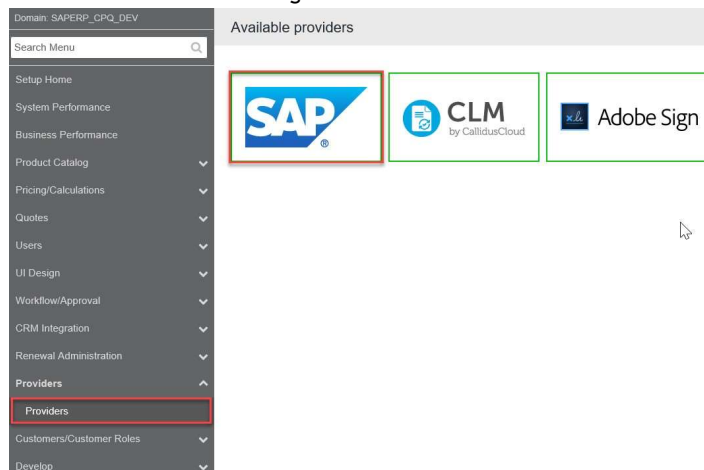 Domain: SAPERP_CPQ_DEV
Available providers
Search Menu
Setup Home
System Performance
Business Performance
Product Catalog
Pricing/Calculations
Quotes
Users
UI Design
Workflow/Approval
CRM Integration
Renewal Administration
Providers
Providers
Customers/Customer Roles
Develop
SAP®
CLM
by CallidusCloud
Adobe Sign